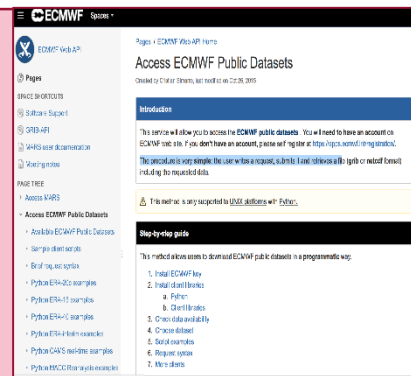 ECMWF Spaces
ECMWF Web API
Pages
SPACE SHORTCUTS
Software Support
GRIB-API
MARS user documentation
Meeting notes
PAGE TREE
Access MARS
Access ECMWF Public Datasets
Available ECMWF Public Datasets
Sample client scripts
Brief request syntax
Python ERA-20c examples
Python ERA-15 examples
Python ERA-40 examples
Python ERA-Interim examples
Python CAMS real-time examples
Python MACC Reanalysis examples
Pages / ECMWF Web API Home
Access ECMWF Public Datasets
Created by Cristian Simarro, last modified on Oct 29, 2015
Introduction
This service will allow you to access the ECMWF public datasets. You will need to have an account on
ECMWF web site. If you don't have an account, please self register at https://apps.ecmwf.int/registration/.
The procedure is very simple: the user writes a request, submits it and retrieves a file (grib or netcdf format)
including the requested data.
This method is only supported to UNIX platforms with Python.
Step-by-step guide
This method allows users to download ECMWF public datasets in a programmatic way.
1. Install ECMWF key
2. Install client libraries
a. Python
b. Client libraries
3. Check data availability
4. Choose dataset
5. Script examples
6. Request syntax
7. More clients